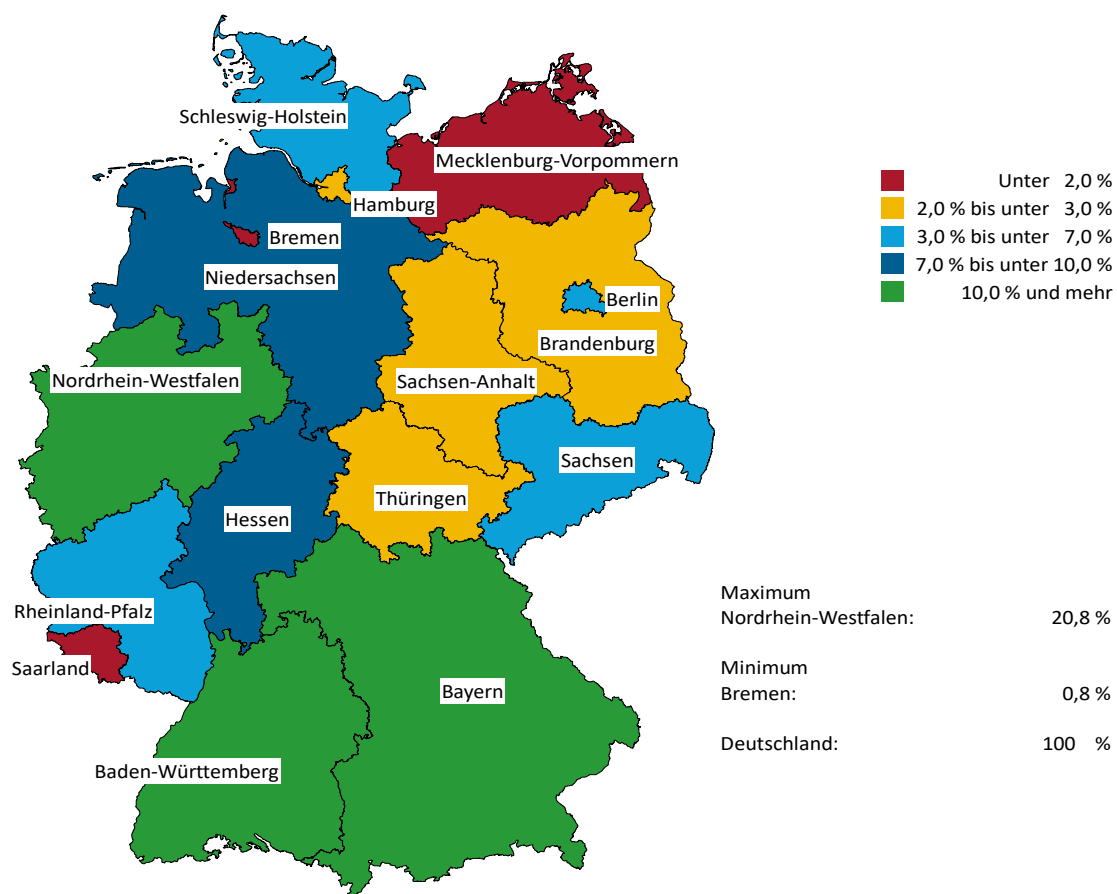 Schleswig-Holstein
Mecklenburg-Vorpommern
Hamburg
Bremen
Niedersachsen
Berlin
Brandenburg
Nordrhein-Westfalen
Sachsen-Anhalt
Sachsen
Thüringen
Hessen
Rheinland-Pfalz
Saarland
Bayern
Baden-Württemberg
Unter 2,0 %
2,0 % bis unter 3,0 %
3,0 % bis unter 7,0 %
7,0 % bis unter 10,0 %
10,0 % und mehr
Maximum
Nordrhein-Westfalen: 20,8 %
Minimum
Bremen: 0,8 %
Deutschland: 100 %